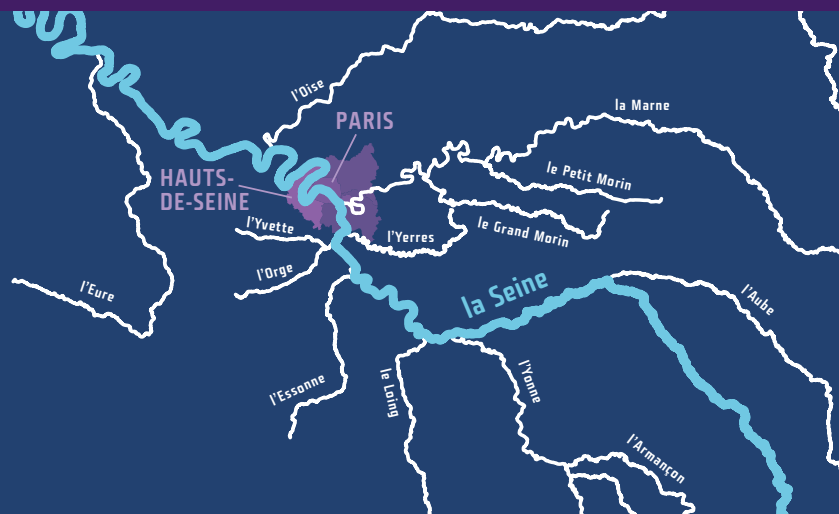 l'Oise
la Marne
PARIS
HAUTS-
DE-SEINE
le Petit Morin
l'Yvette
l'Yerres
le Grand Morin
l'Orge
l'Eure
la Seine
l'Aube
l'Essonne
le Loing
l'Yonne
l'Armançon